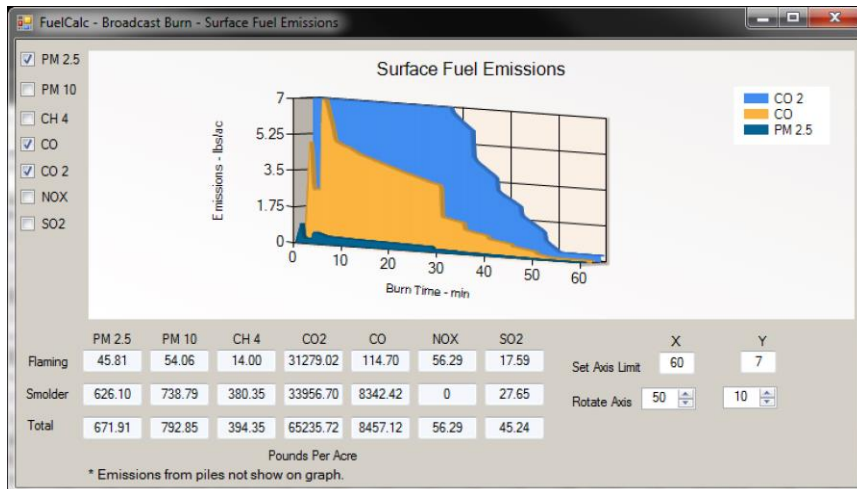 FuelCalc - Broadcast Burn - Surface Fuel Emissions
PM 2.5
PM 10
CH 4
CO
CO 2
NOX
SO2
Surface Fuel Emissions
Emissions - lbs/ac
7
5.25
3.5
1.75
0
0 10 20 30 40 50 60
Burn Time - min
CO 2
CO
PM 2.5
PM 2.5 PM 10 CH 4 CO2 CO NOX SO2
Flaming 45.81 54.06 14.00 31279.02 114.70 56.29 17.59
Smolder 626.10 738.79 380.35 33956.70 8342.42 0 27.65
Total 671.91 792.85 394.35 65235.72 8457.12 56.29 45.24
Pounds Per Acre
* Emissions from piles not show on graph.
X Y
Set Axis Limit 60 7
Rotate Axis 50 10